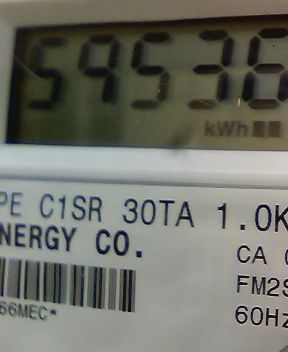 59536
kWh
PE C1SR 30TA 1.0K
NERGY CO.
CA
FM2S
66MEC*
60Hz